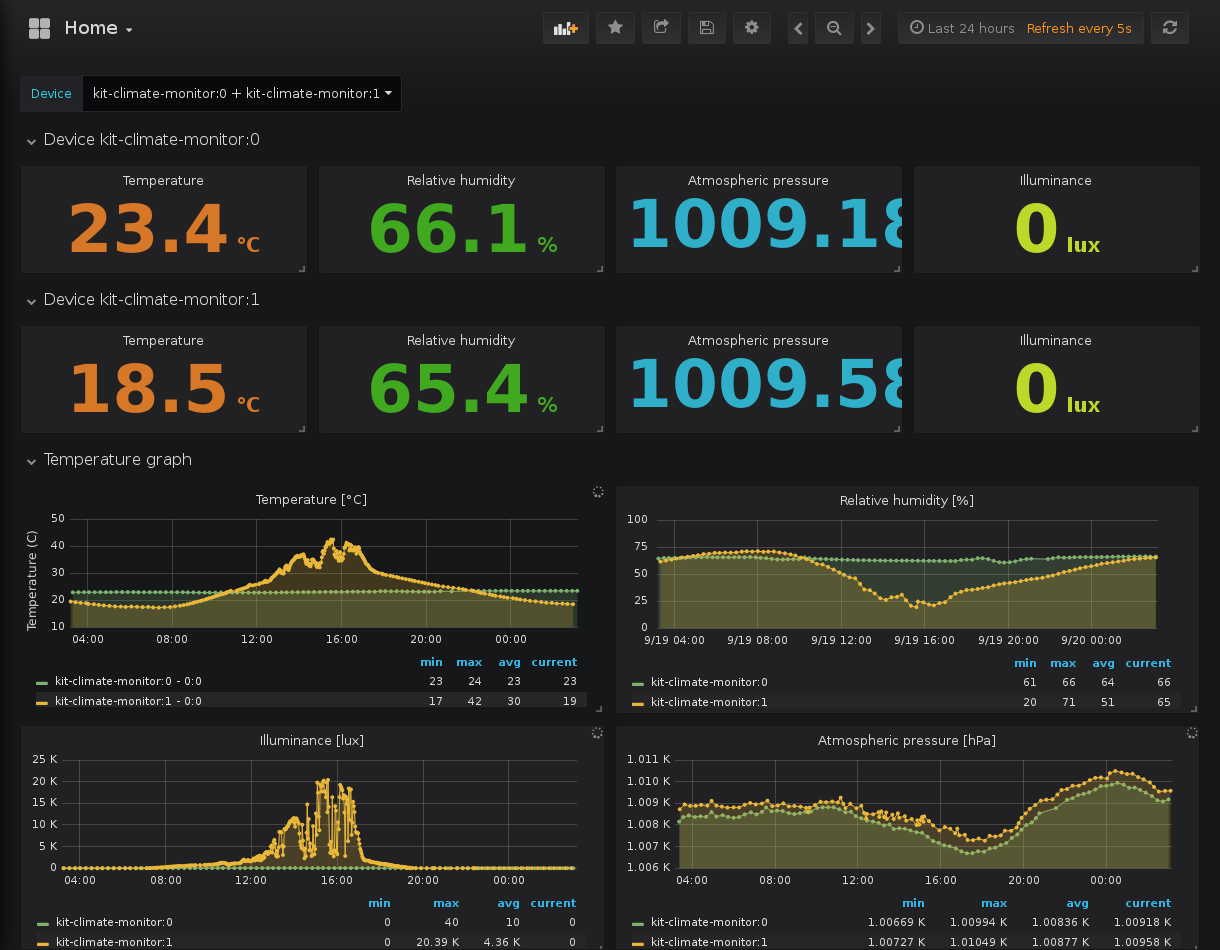 Home
Last 24 hours Refresh every 5s
Device kit-climate-monitor:0 + kit-climate-monitor:1
Device kit-climate-monitor:0
Temperature Relative humidity Atmospheric pressure Illuminance
23.4 °C 66.1 % 1009.18 0 lux
Device kit-climate-monitor:1
Temperature Relative humidity Atmospheric pressure Illuminance
18.5 °C 65.4 % 1009.58 0 lux
Temperature graph
Temperature [°C]
Temperature (C)
50
40
30
20
10
04:00 08:00 12:00 16:00 20:00 00:00
min max avg current
kit-climate-monitor:0 - 0:0 23 24 23 23
kit-climate-monitor:1 - 0:0 17 42 30 19
Relative humidity [%]
100
75
50
25
0
9/19 04:00 9/19 08:00 9/19 12:00 9/19 16:00 9/19 20:00 9/20 00:00
min max avg current
kit-climate-monitor:0 61 66 64 66
kit-climate-monitor:1 20 71 51 65
Illuminance [lux]
25 K
20 K
15 K
10 K
5 K
0
04:00 08:00 12:00 16:00 20:00 00:00
min max avg current
kit-climate-monitor:0 0 40 10 0
kit-climate-monitor:1 0 20.39 K 4.36 K 0
Atmospheric pressure [hPa]
1.011 K
1.010 K
1.009 K
1.008 K
1.007 K
1.006 K
04:00 08:00 12:00 16:00 20:00 00:00
min max avg current
kit-climate-monitor:0 1.00669 K 1.00994 K 1.00836 K 1.00918 K
kit-climate-monitor:1 1.00727 K 1.01049 K 1.00877 K 1.00958 K